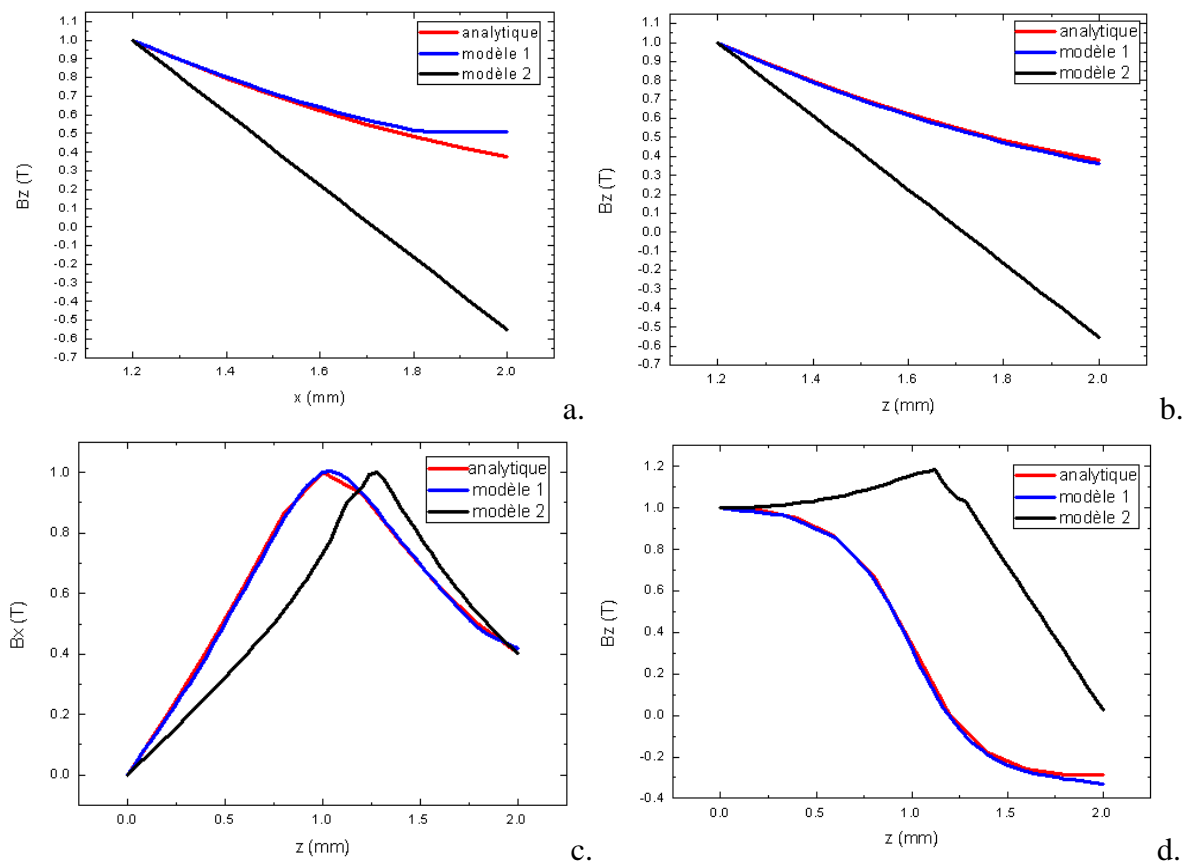 1.1
1.0
0.9
0.8
0.7
0.6
0.5
0.4
0.3
0.2
0.1
0.0
-0.1
-0.2
-0.3
-0.4
-0.5
-0.6
-0.7
Bz (T)
analytique
modèle 1
modèle 2
1.2 1.4 1.6 1.8 2.0
x (mm)
a.
1.1
1.0
0.9
0.8
0.7
0.6
0.5
0.4
0.3
0.2
0.1
0.0
-0.1
-0.2
-0.3
-0.4
-0.5
-0.6
-0.7
Bz (T)
analytique
modèle 1
modèle 2
1.2 1.4 1.6 1.8 2.0
z (mm)
b.
1.0
0.8
0.6
0.4
0.2
0.0
Bx (T)
analytique
modèle 1
modèle 2
0.0 0.5 1.0 1.5 2.0
z (mm)
c.
1.2
1.0
0.8
0.6
0.4
0.2
0.0
-0.2
-0.4
Bz (T)
analytique
modèle 1
modèle 2
0.0 0.5 1.0 1.5 2.0
z (mm)
d.